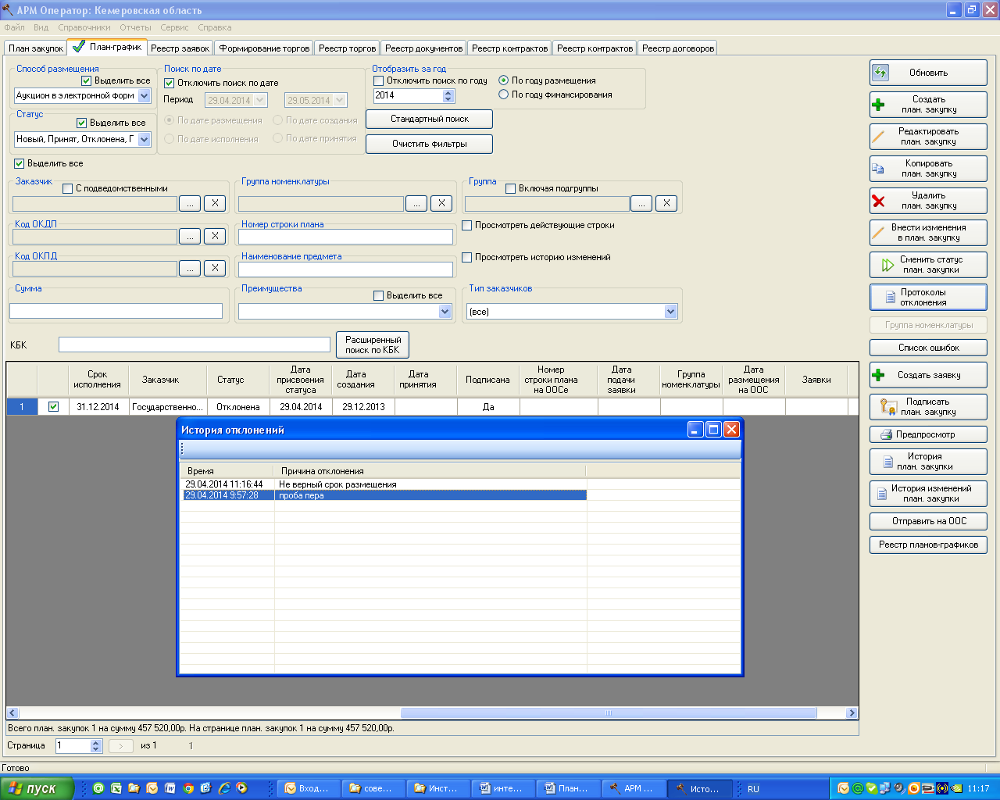 АРМ Оператор: Кемеровская область
Файл Вид Справочники Отчеты Сервис Справка
План закупок План-график Реестр заявок Формирование торгов Реестр торгов Реестр документов Реестр контрактов Реестр контрактов Реестр договоров
Способ размещения
Выделить все
Аукцион в электронной форм
Статус
Выделить все
Новый, Принят, Отклонена, Г
Выделить все
Поиск по дате
Отключить поиск по дате
Период 29.04.2014 29.05.2014
По дате размещения По дате создания
По дате исполнения По дате принятия
Отобразить за год
Отключить поиск по году
2014
По году размещения
По году финансирования
Стандартный поиск
Очистить фильтры
Заказчик
С подведомственными
... X
Группа номенклатуры
... X
Группа
Включая подгруппы
... X
Код ОКДП
... X
Номер строки плана
Просмотреть действующие строки
Код ОКПД
... X
Наименование предмета
Просмотреть историю изменений
Сумма
Преимущества
Выделить все
Тип заказчиков
(все)
КБК
Расширенный
поиск по КБК
Срок исполнения Заказчик Статус Дата присвоения статуса Дата создания Дата принятия Подписана Номер строки плана на ООСе Дата подачи заявки Группа номенклатуры Дата размещения на ООС Заявки
1 31.12.2014 Государственно... Отклонена 29.04.2014 29.12.2013 Да
История отклонений
Время Причина отклонения
29.04.2014 11:16:44 Не верный срок размещения
29.04.2014 9:57:28 проба пера
Всего план. закупок 1 на сумму 457 520,00р. На странице план. закупок 1 на сумму 457 520,00р.
Страница 1 > из 1 1
Готово
Обновить
Создать
план. закупку
Редактировать
план. закупку
Копировать
план. закупку
Удалить
план. закупку
Внести изменения
в план. закупку
Сменить статус
план. закупки
Протоколы
отклонения
Группа номенклатуры
Список ошибок
Создать заявку
Подписать
план. закупку
Предпросмотр
История
план. закупки
История изменений
план. закупки
Отправить на ООС
Реестр планов-графиков
пуск Вход... сове... Инст... инте... План... АРМ ... Исто... RU 11:17